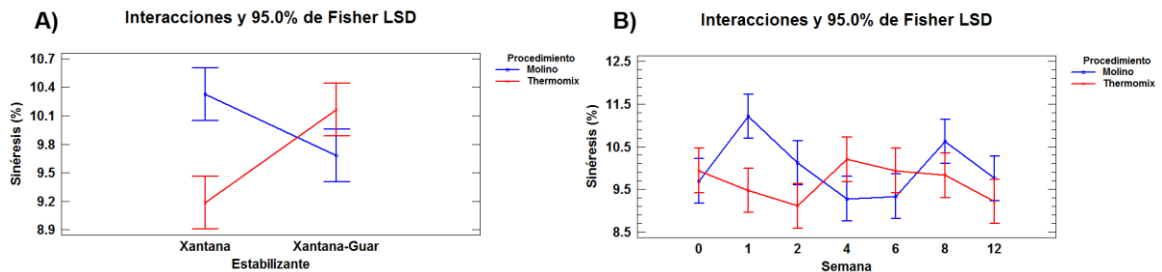 A)
Interacciones y 95.0% de Fisher LSD
Sinéresis (%)
10.7
10.4
10.1
9.8
9.5
9.2
8.9
Xantana
Xantana-Guar
Estabilizante
Procedimiento
Molino
Thermomix
B)
Interacciones y 95.0% de Fisher LSD
Sinéresis (%)
12.5
11.5
10.5
9.5
8.5
0 1 2 4 6 8 12
Semana
Procedimiento
Molino
Thermomix